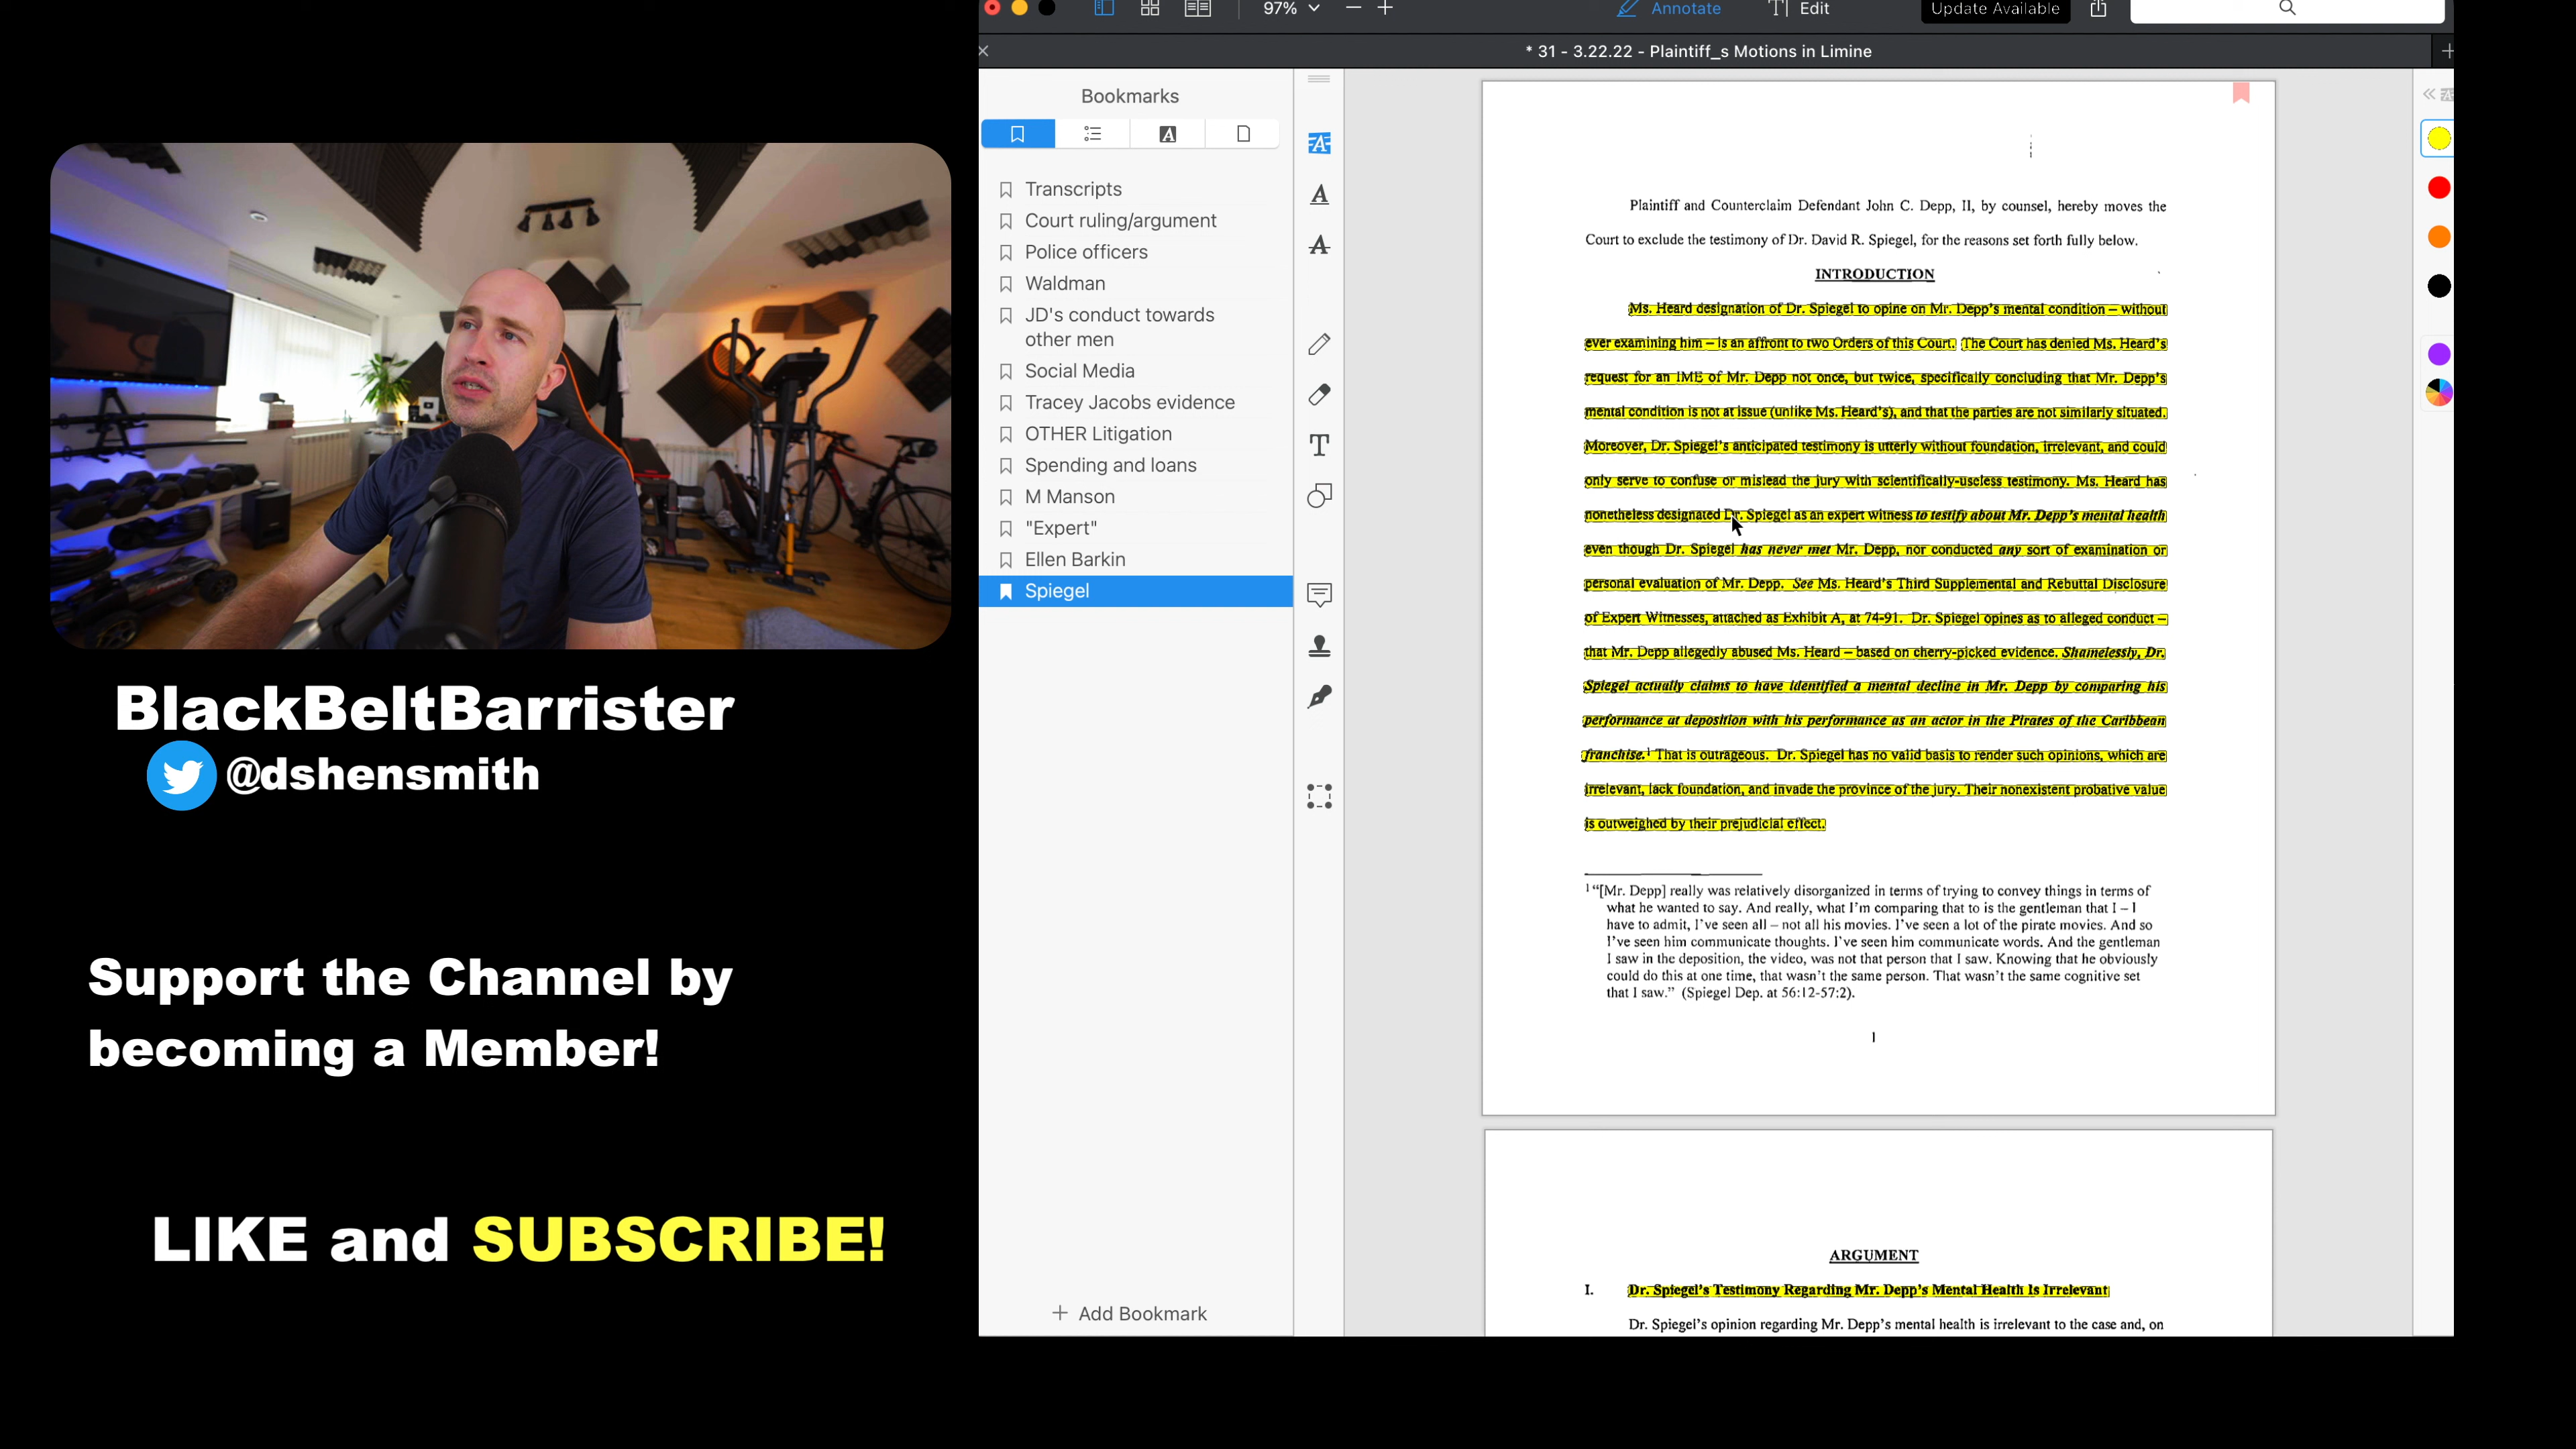 97%
Annotate
Edit
Update Available
* 31 - 3.22.22 - Plaintiff_s Motions in Limine
Bookmarks
Transcripts
Court ruling/argument
Police officers
Waldman
JD's conduct towards
other men
Social Media
Tracey Jacobs evidence
OTHER Litigation
Spending and loans
M Manson
"Expert"
Ellen Barkin
Spiegel
Add Bookmark
BlackBeltBarrister
@dshensmith
Support the Channel by
becoming a Member!
LIKE and SUBSCRIBE!
Plaintiff and Counterclaim Defendant John C. Depp, II, by counsel, hereby moves the
Court to exclude the testimony of Dr. David R. Spiegel, for the reasons set forth fully below.
INTRODUCTION
Ms. Heard designation of Dr. Spiegel to opine on Mr. Depp's mental condition – without
ever examining him – is an affront to two Orders of this Court. The Court has denied Ms. Heard's
request for an IME of Mr. Depp not once, but twice, specifically concluding that Mr. Depp's
mental condition is not at issue (unlike Ms. Heard's), and that the parties are not similarly situated.
Moreover, Dr. Spiegel's anticipated testimony is utterly without foundation, irrelevant, and could
only serve to confuse or mislead the jury with scientifically-useless testimony. Ms. Heard has
nonetheless designated Dr. Spiegel as an expert witness to testify about Mr. Depp's mental health
even though Dr. Spiegel has never met Mr. Depp, nor conducted any sort of examination or
personal evaluation of Mr. Depp. See Ms. Heard's Third Supplemental and Rebuttal Disclosure
of Expert Witnesses, attached as Exhibit A, at 74-91. Dr. Spiegel opines as to alleged conduct –
that Mr. Depp allegedly abused Ms. Heard – based on cherry-picked evidence. Shamelessly, Dr.
Spiegel actually claims to have identified a mental decline in Mr. Depp by comparing his
performance at deposition with his performance as an actor in the Pirates of the Caribbean
franchise.1 That is outrageous. Dr. Spiegel has no valid basis to render such opinions, which are
irrelevant, lack foundation, and invade the province of the jury. Their nonexistent probative value
is outweighed by their prejudicial effect.
1 "[Mr. Depp] really was relatively disorganized in terms of trying to convey things in terms of
what he wanted to say. And really, what I'm comparing that to is the gentleman that I – I
have to admit, I've seen all – not all his movies. I've seen a lot of the pirate movies. And so
I've seen him communicate thoughts. I've seen him communicate words. And the gentleman
I saw in the deposition, the video, was not that person that I saw. Knowing that he obviously
could do this at one time, that wasn't the same person. That wasn't the same cognitive set
that I saw." (Spiegel Dep. at 56:12-57:2).
1
ARGUMENT
I. Dr. Spiegel's Testimony Regarding Mr. Depp's Mental Health Is Irrelevant
Dr. Spiegel's opinion regarding Mr. Depp's mental health is irrelevant to the case and, on